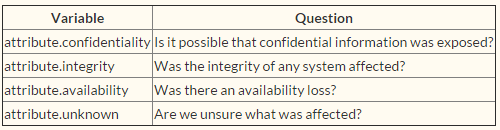 Variable Question
attribute.confidentiality Is it possible that confidential information was exposed?
attribute.integrity Was the integrity of any system affected?
attribute.availability Was there an availability loss?
attribute.unknown Are we unsure what was affected?